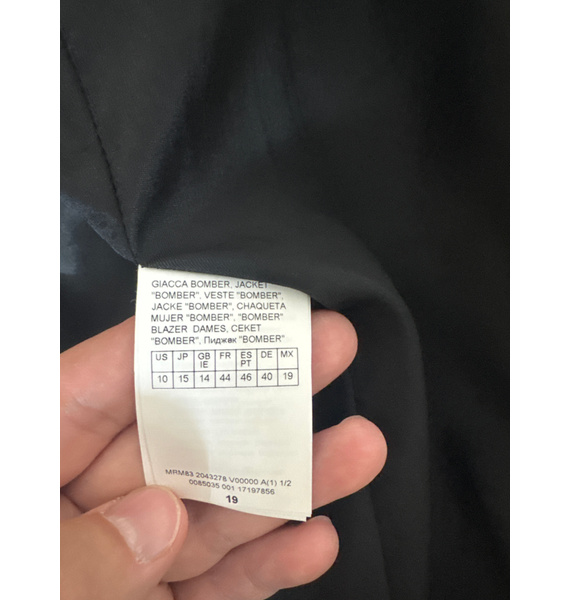 GIACCA BOMBER, JACKET
"BOMBER", VESTE "BOMBER",
JACKE "BOMBER", CHAQUETA
MUJER "BOMBER", "BOMBER"
BLAZER DAMES, CEKET
"BOMBER", Пиджак "BOMBER"
US JP GB IE FR ES PT DE MX
10 15 14 44 46 40 19
MRM83 2043278 V00000 A(1) 1/2
0085035 001 17197856
19